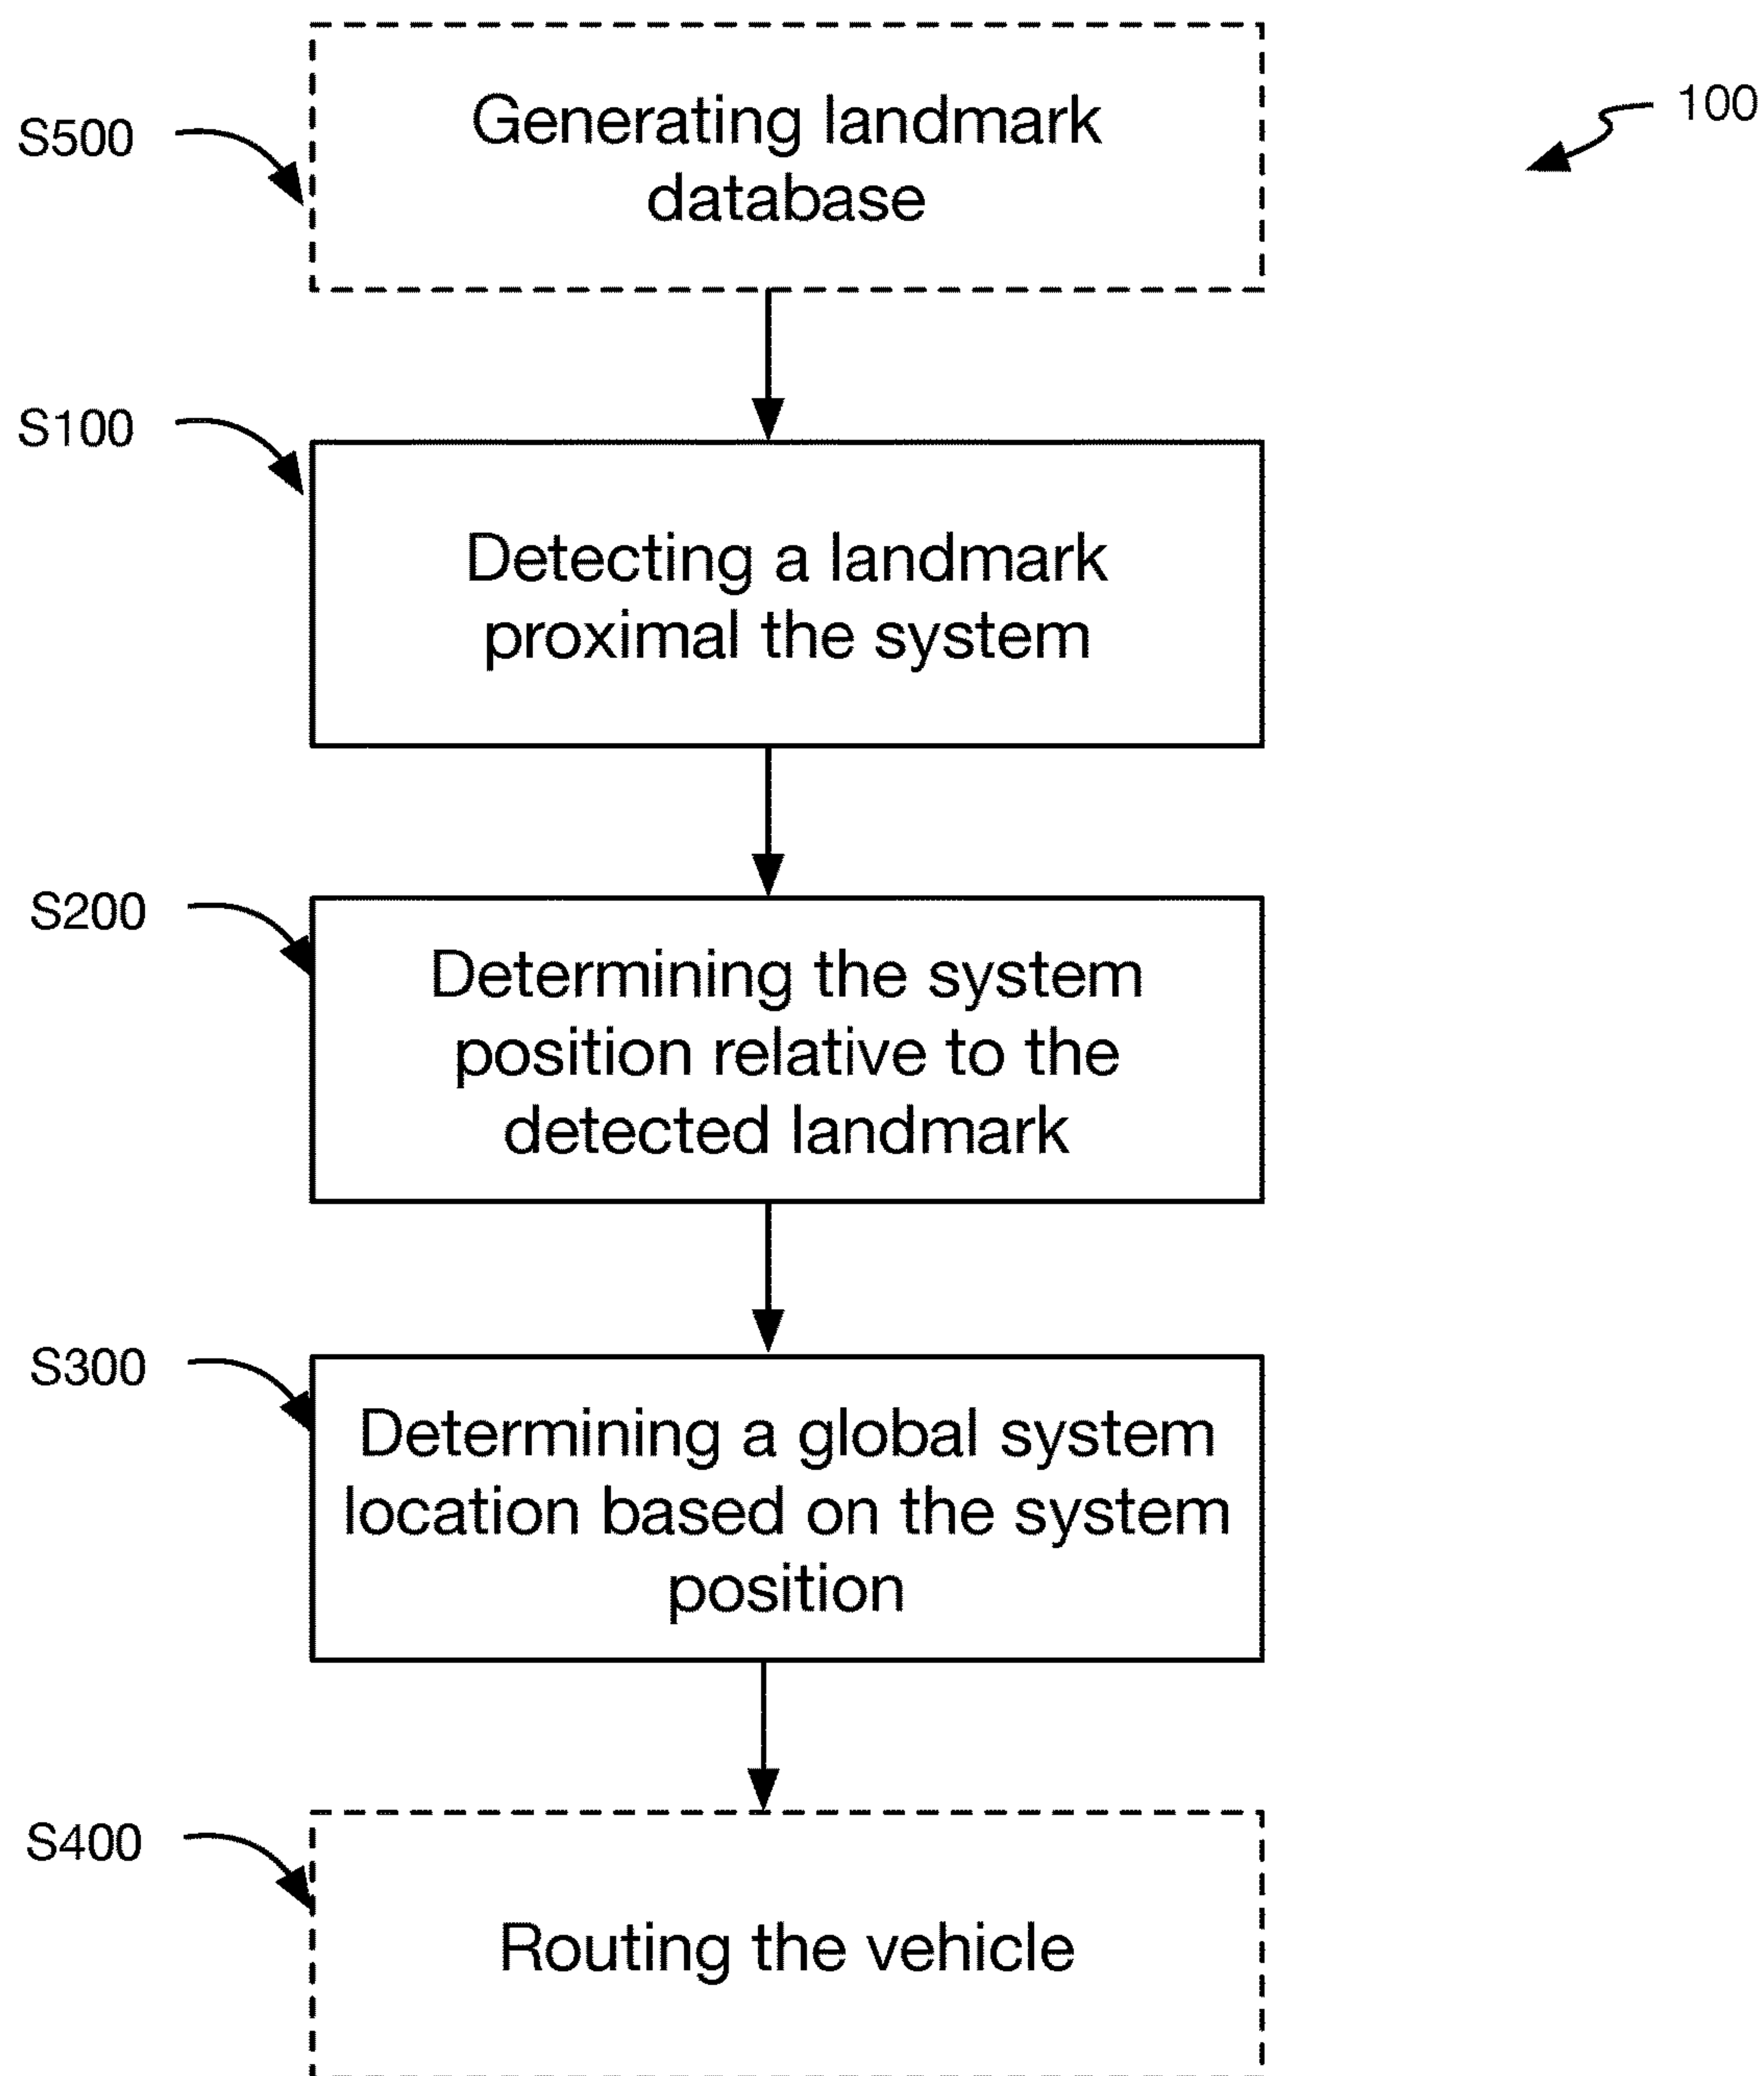 S500
Generating landmark
database
100
S100
Detecting a landmark
proximal the system
S200
Determining the system
position relative to the
detected landmark
S300
Determining a global system
location based on the system
position
S400
Routing the vehicle